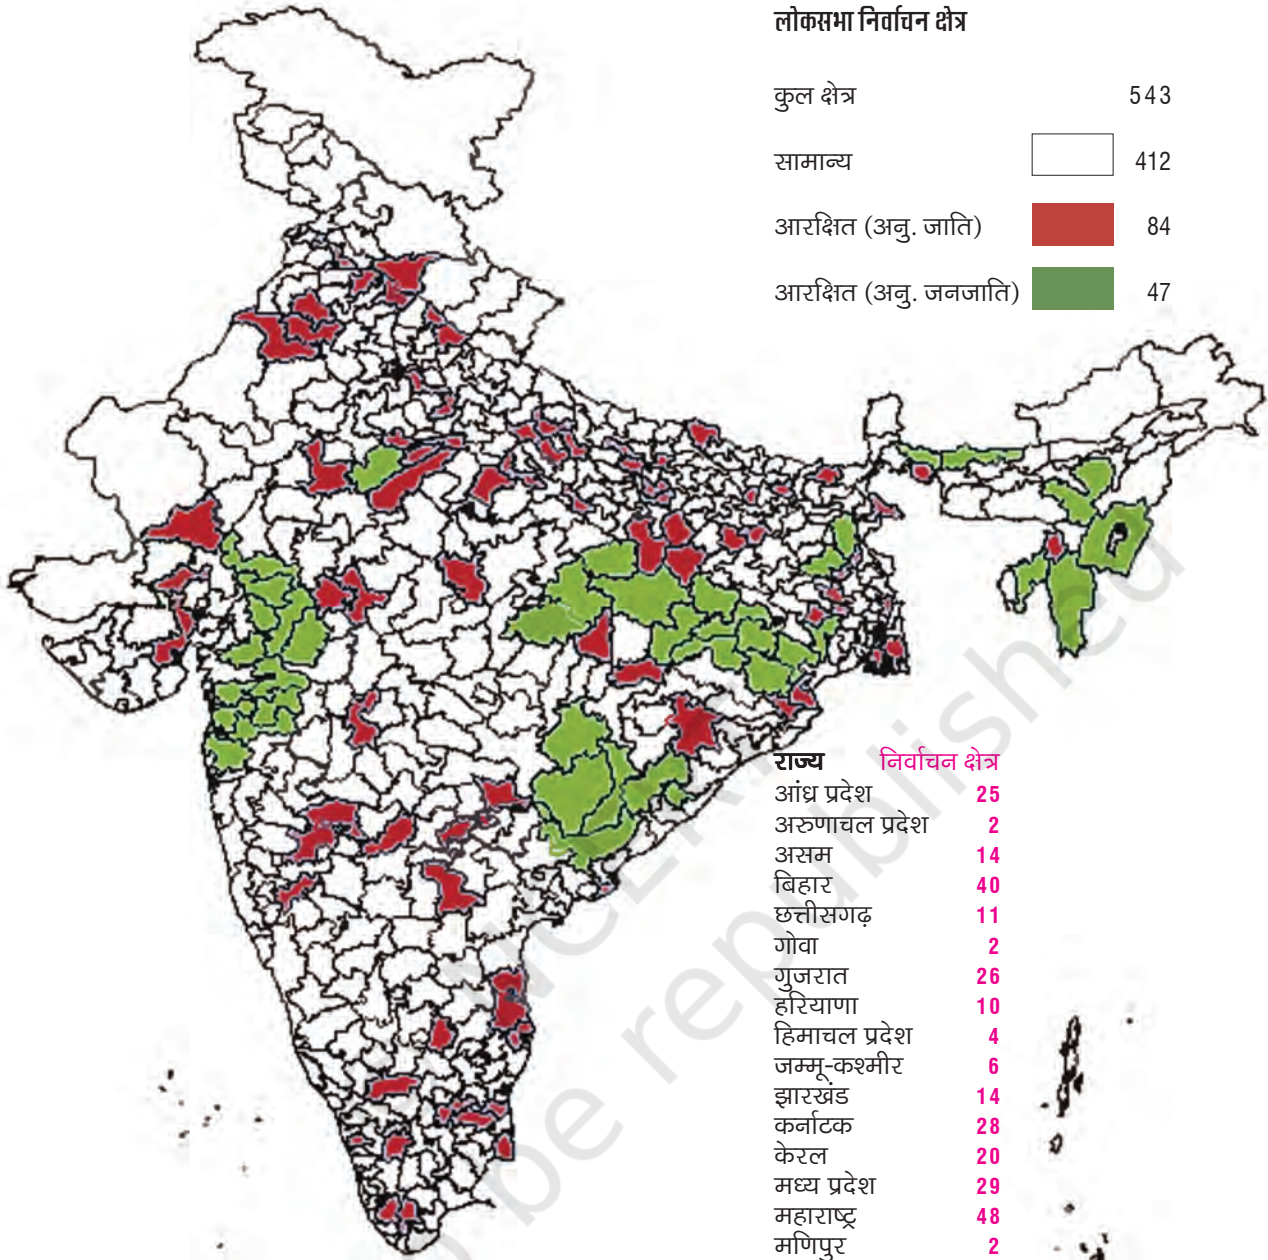 लोकसभा निर्वाचन क्षेत्र
कुल क्षेत्र 543
सामान्य 412
आरक्षित (अनु. जाति) 84
आरक्षित (अनु. जनजाति) 47
राज्य निर्वाचन क्षेत्र
आंध्र प्रदेश 25
अरुणाचल प्रदेश 2
असम 14
बिहार 40
छत्तीसगढ़ 11
गोवा 2
गुजरात 26
हरियाणा 10
हिमाचल प्रदेश 4
जम्मू-कश्मीर 6
झारखंड 14
कर्नाटक 28
केरल 20
मध्य प्रदेश 29
महाराष्ट्र 48
मणिपुर 2
be republished